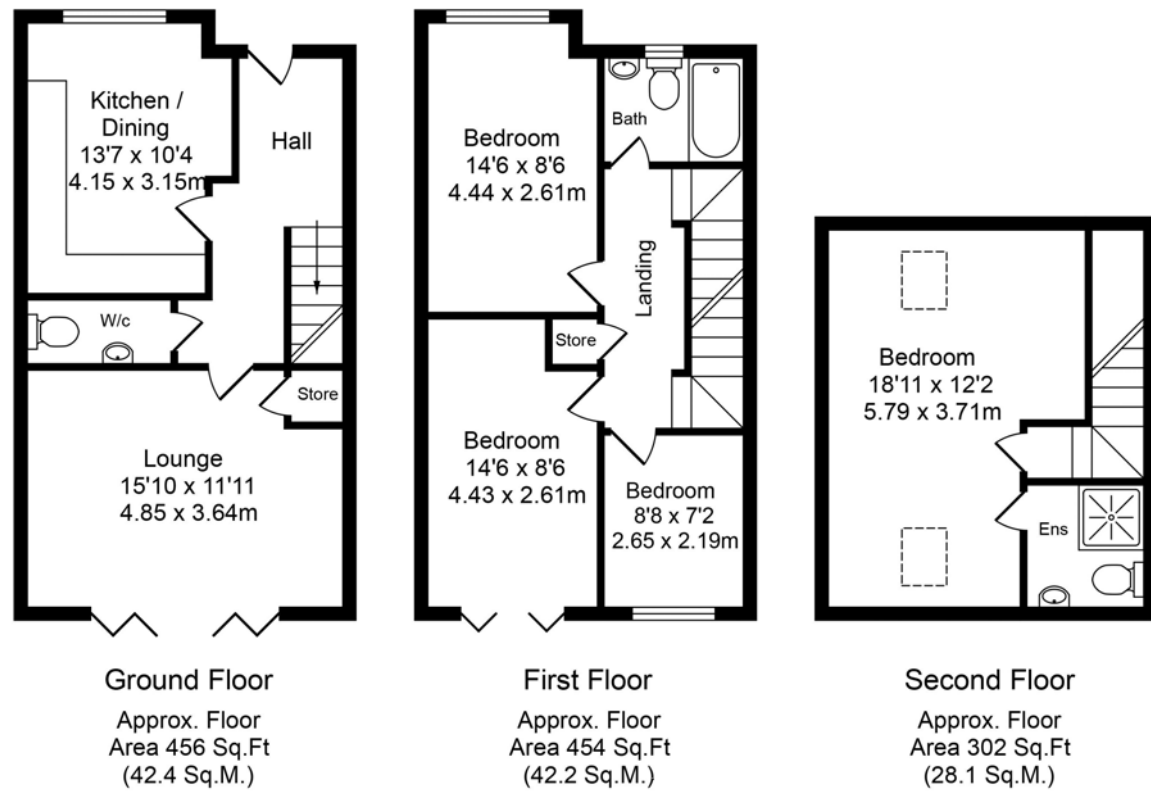 Kitchen /
Dining
13'7 x 10'4
4.15 x 3.15m
Hall
W/c
Store
Lounge
15'10 x 11'11
4.85 x 3.64m
Ground Floor
Approx. Floor
Area 456 Sq.Ft
(42.4 Sq.M.)
Bedroom
14'6 x 8'6
4.44 x 2.61m
Bath
Landing
Store
Bedroom
14'6 x 8'6
4.43 x 2.61m
Bedroom
8'8 x 7'2
2.65 x 2.19m
First Floor
Approx. Floor
Area 454 Sq.Ft
(42.2 Sq.M.)
Bedroom
18'11 x 12'2
5.79 x 3.71m
Ens
Second Floor
Approx. Floor
Area 302 Sq.Ft
(28.1 Sq.M.)